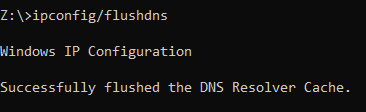 Z:\>ipconfig/flushdns
Windows IP Configuration
Successfully flushed the DNS Resolver Cache.